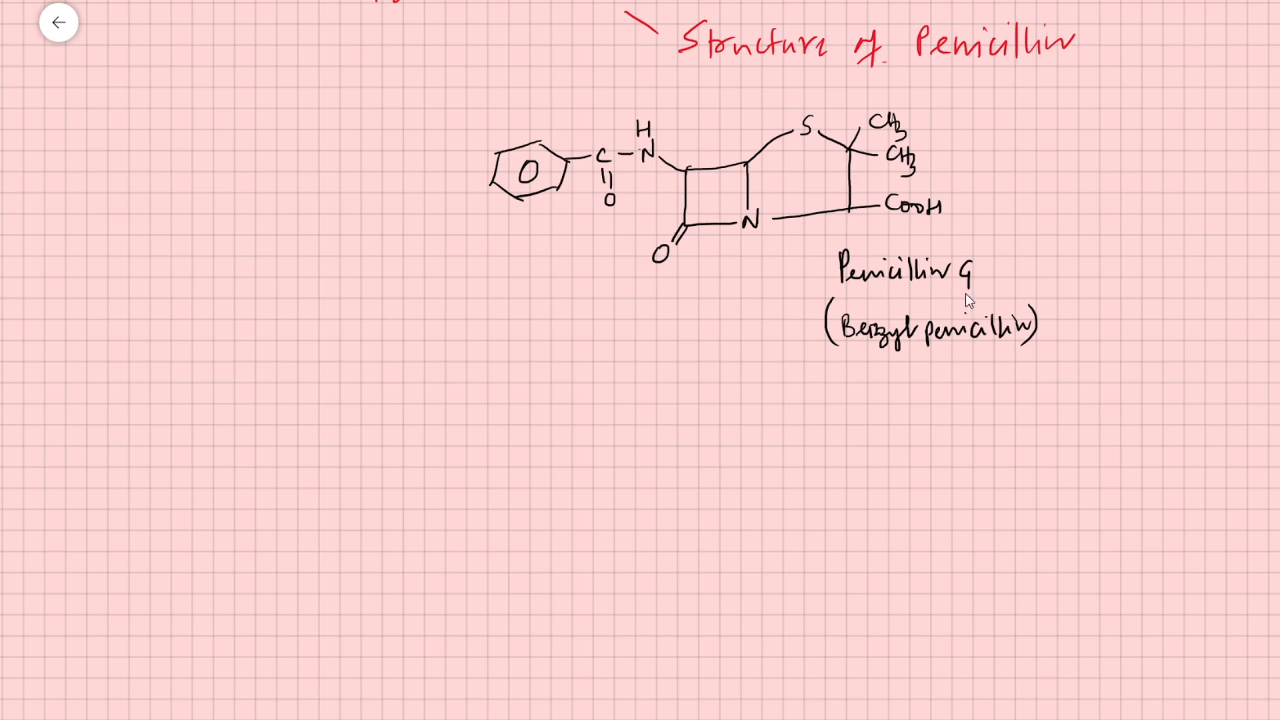 Structure of Penicillin
H
S
CH3
C
N
CH3
O
O
COOH
N
O
Penicillin G
(Benzyl penicillin)